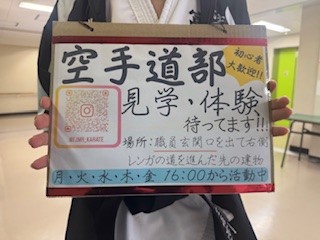 空手道部
初心者
大歓迎!!
見学・体験
待ってます!!!
場所:職員玄関口を出て右側
レンガの道を進んだ先の建物
月・火・水・木・金 16:00から活動中